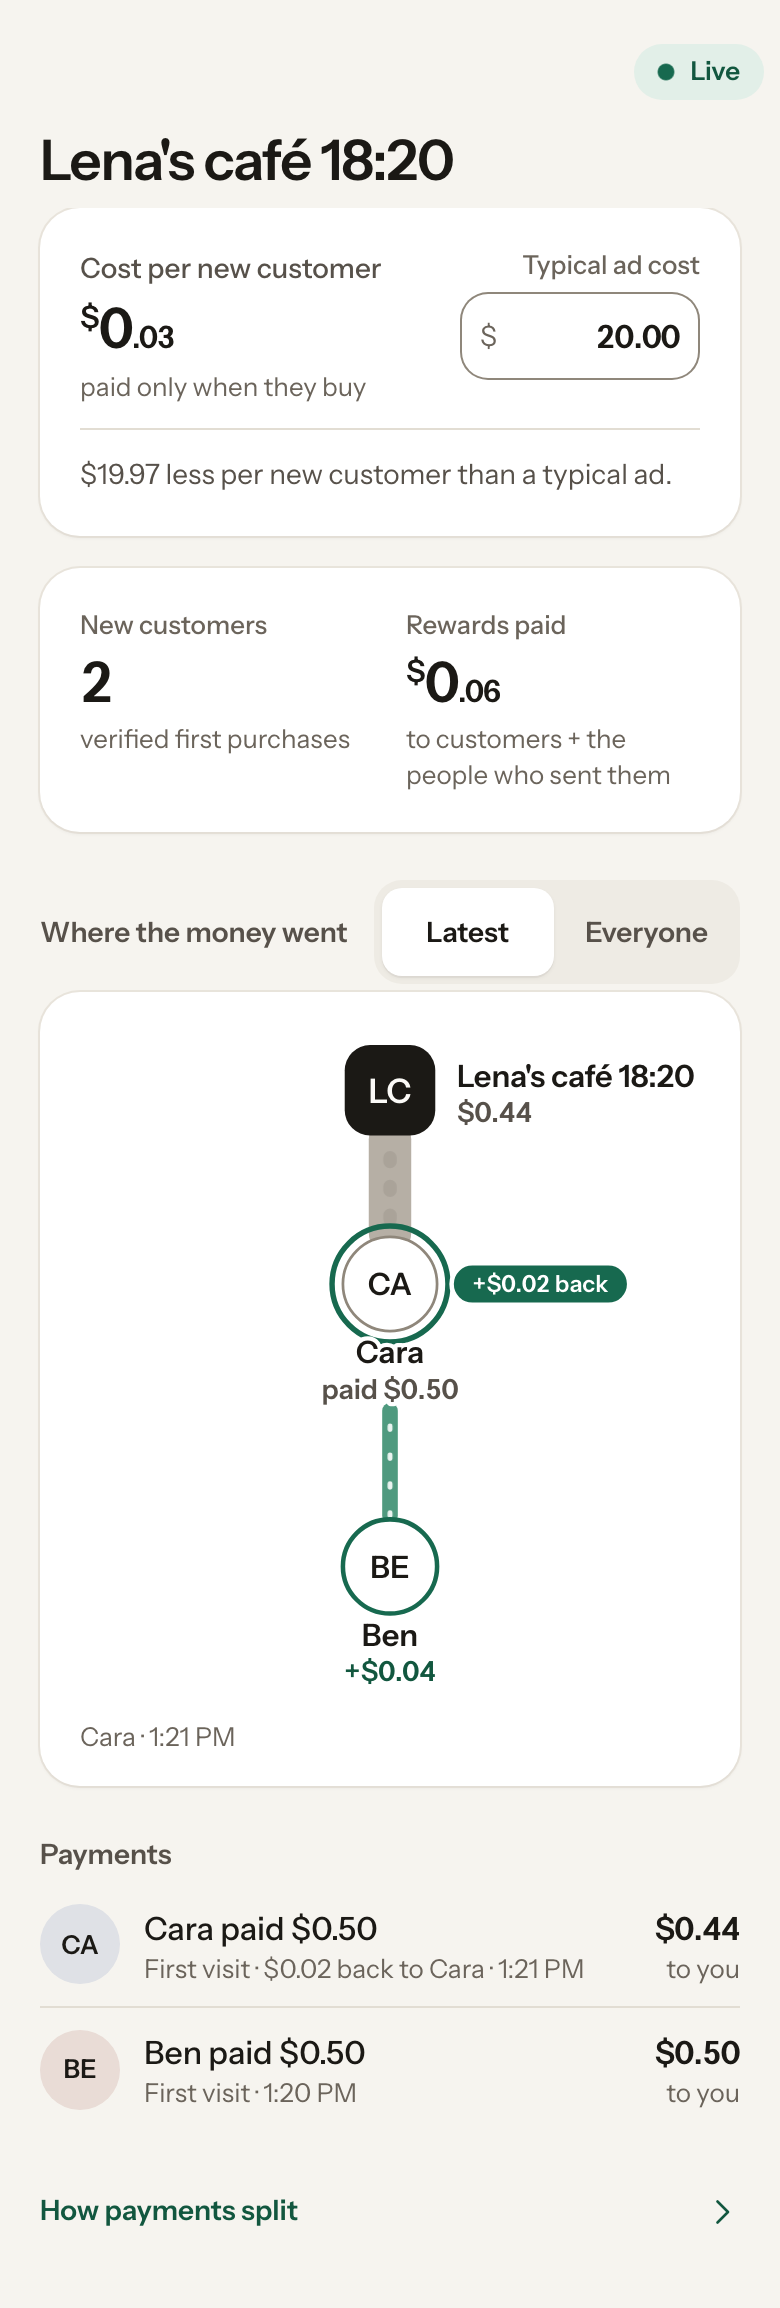 Live
Lena's café 18:20
Cost per new customer
$0.03
paid only when they buy
Typical ad cost
$ 20.00
$19.97 less per new customer than a typical ad.
New customers
2
verified first purchases
Rewards paid
$0.06
to customers + the
people who sent them
Where the money went
Latest
Everyone
LC
Lena's café 18:20
$0.44
CA
+$0.02 back
Cara
paid $0.50
BE
Ben
+$0.04
Cara · 1:21 PM
Payments
CA
Cara paid $0.50
First visit · $0.02 back to Cara · 1:21 PM
$0.44
to you
BE
Ben paid $0.50
First visit · 1:20 PM
$0.50
to you
How payments split